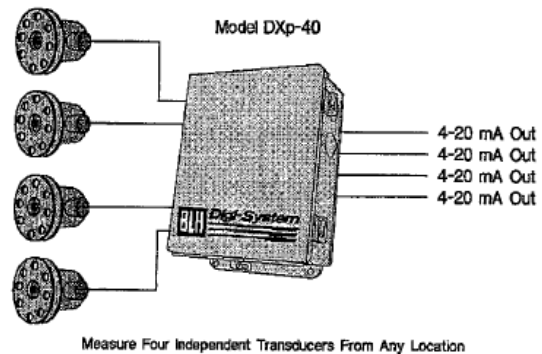 Model DXp-40
4-20 mA Out
4-20 mA Out
4-20 mA Out
4-20 mA Out
BLH Digi-System
Measure Four Independent Transducers From Any Location